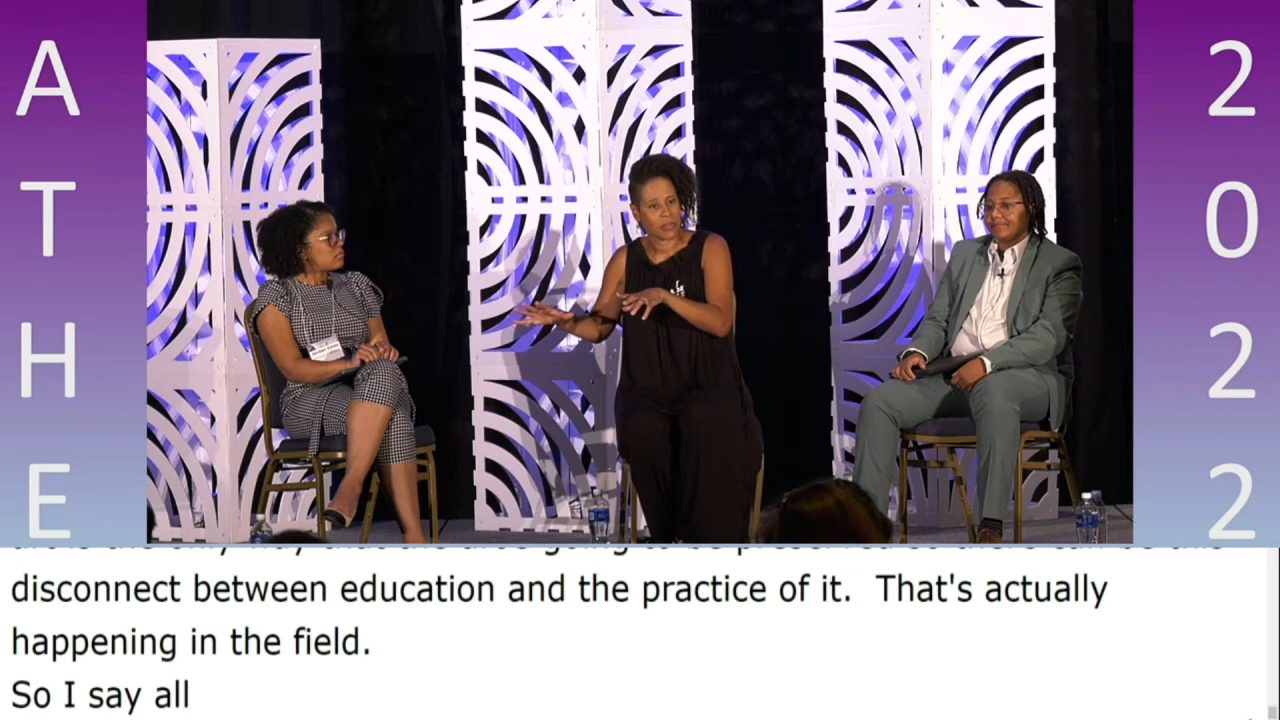 A
T
H
E
2
0
2
2
disconnect between education and the practice of it.  That's actually
happening in the field.
So I say all